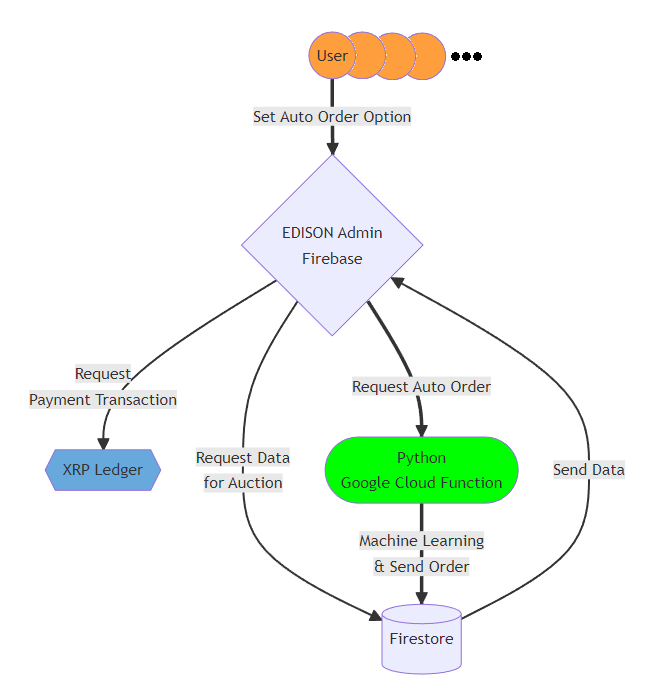 User
Set Auto Order Option
EDISON Admin
Firebase
Request
Payment Transaction
Request Auto Order
XRP Ledger
Request Data
for Auction
Python
Google Cloud Function
Send Data
Machine Learning
& Send Order
Firestore